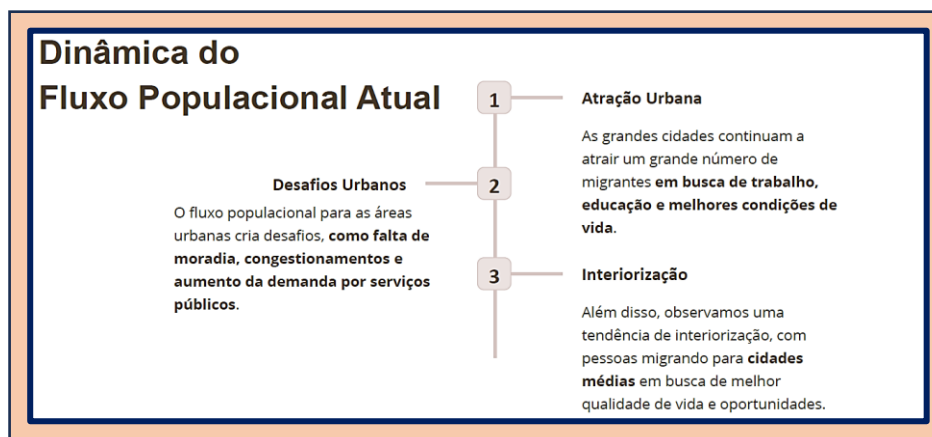 Dinâmica do
Fluxo Populacional Atual
1
Atração Urbana
As grandes cidades continuam a
atrair um grande número de
migrantes em busca de trabalho,
educação e melhores condições de
vida.
2
Desafios Urbanos
O fluxo populacional para as áreas
urbanas cria desafios, como falta de
moradia, congestionamentos e
aumento da demanda por serviços
públicos.
3
Interiorização
Além disso, observamos uma
tendência de interiorização, com
pessoas migrando para cidades
médias em busca de melhor
qualidade de vida e oportunidades.